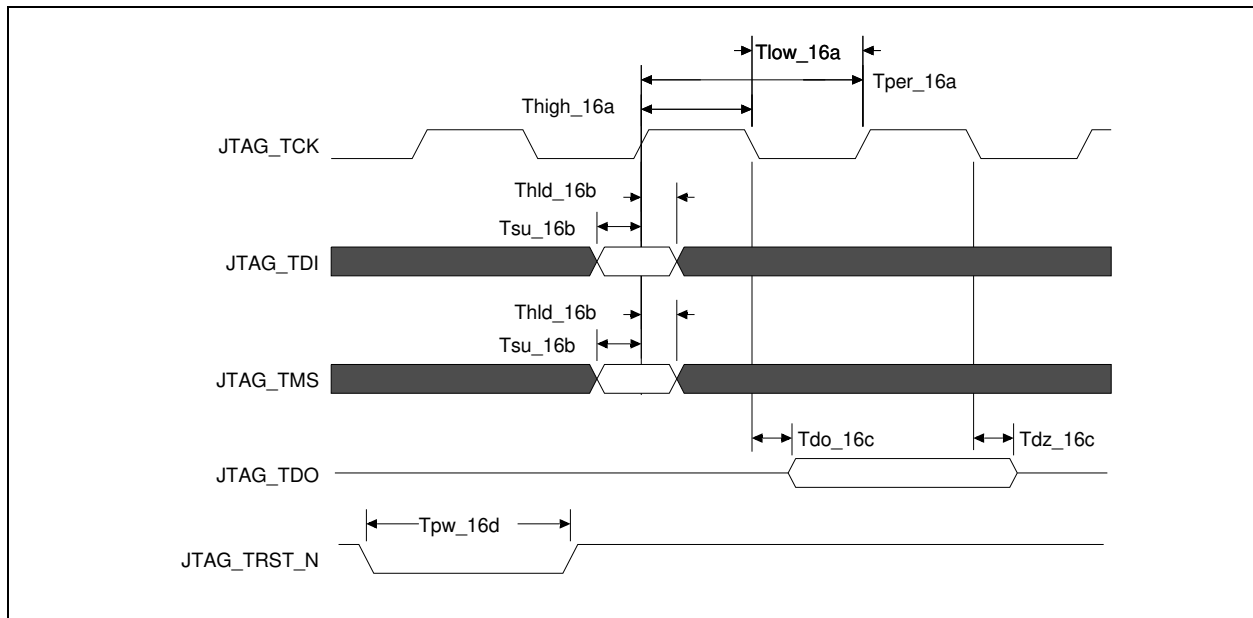 Tlow_16a
Tper_16a
Thigh_16a
JTAG_TCK
Thld_16b
Tsu_16b
JTAG_TDI
Thld_16b
Tsu_16b
JTAG_TMS
Tdo_16c
Tdz_16c
JTAG_TDO
Tpw_16d
JTAG_TRST_N